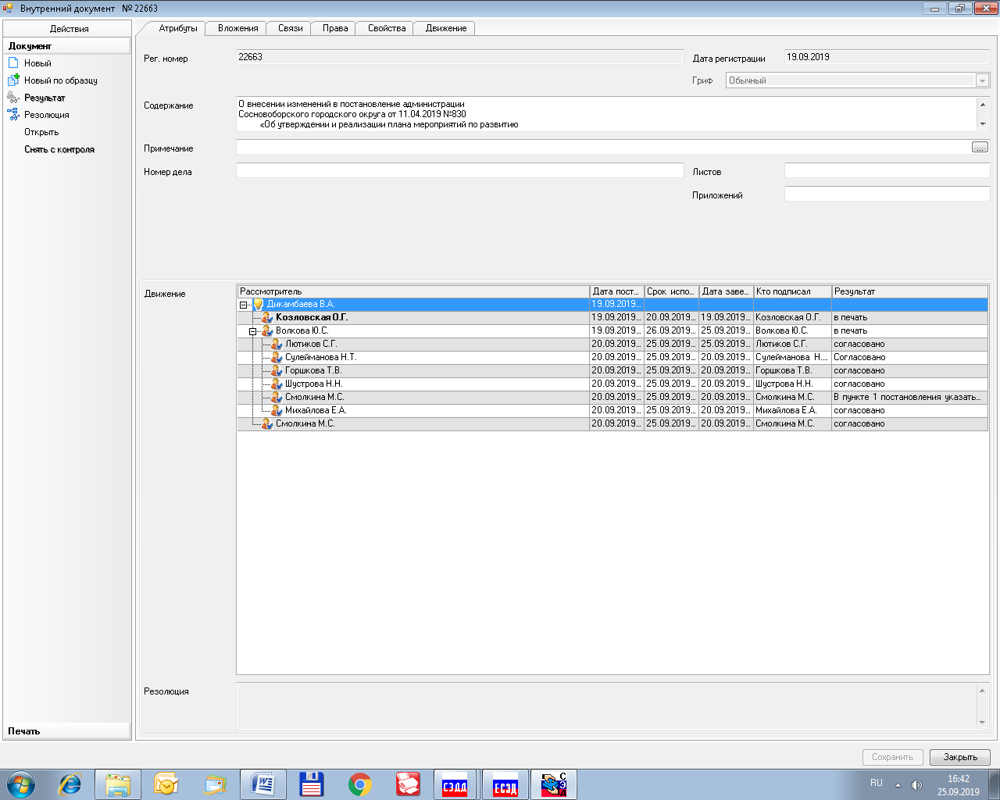 Внутренний документ № 22663
Действия
Документ
Новый
Новый по образцу
Результат
Резолюция
Открыть
Снять с контроля
Печать
Атрибуты Вложения Связи Права Свойства Движение
Рег. номер 22663 Дата регистрации 19.09.2019
Гриф Обычный
Содержание О внесении изменений в постановление администрации
Сосновоборского городского округа от 11.04.2019 №830
«Об утверждении и реализации плана мероприятий по развитию
Примечание ...
Номер дела Листов
Приложений
Движение
Рассмотритель Дата пост... Срок испо... Дата заве... Кто подписал Результат
Дикамбаева В.А. 19.09.2019...
Козловская О.Г. 19.09.2019... 20.09.2019... 19.09.2019... Козловская О.Г. в печать
Волкова Ю.С. 19.09.2019... 26.09.2019... 25.09.2019... Волкова Ю.С. в печать
Лютиков С.Г. 20.09.2019... 25.09.2019... 25.09.2019... Лютиков С.Г. согласовано
Сулейманова Н.Т. 20.09.2019... 25.09.2019... 20.09.2019... Сулейманова Н.... Согласовано
Горшкова Т.В. 20.09.2019... 25.09.2019... 20.09.2019... Горшкова Т.В. согласовано
Шустрова Н.Н. 20.09.2019... 25.09.2019... 20.09.2019... Шустрова Н.Н. согласовано
Смолкина М.С. 20.09.2019... 25.09.2019... 20.09.2019... Смолкина М.С. В пункте 1 постановления указать...
Михайлова Е.А. 20.09.2019... 25.09.2019... 20.09.2019... Михайлова Е.А. согласовано
Смолкина М.С. 20.09.2019... 25.09.2019... 20.09.2019... Смолкина М.С. согласовано
Резолюция
Сохранить Закрыть
СЭДД ЕСЭД СЭД RU 16:42
25.09.2019